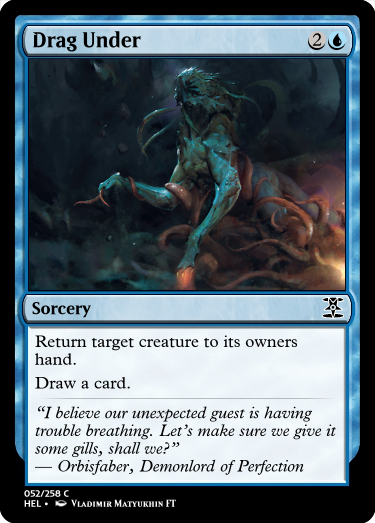 Drag Under 2
Sorcery
Return target creature to its owners
hand.
Draw a card.
“I believe our unexpected guest is having
trouble breathing. Let’s make sure we give it
some gills, shall we?”
— Orbisfaber, Demonlord of Perfection
052/258 C
HEL • Vladimir Matyukhin FT